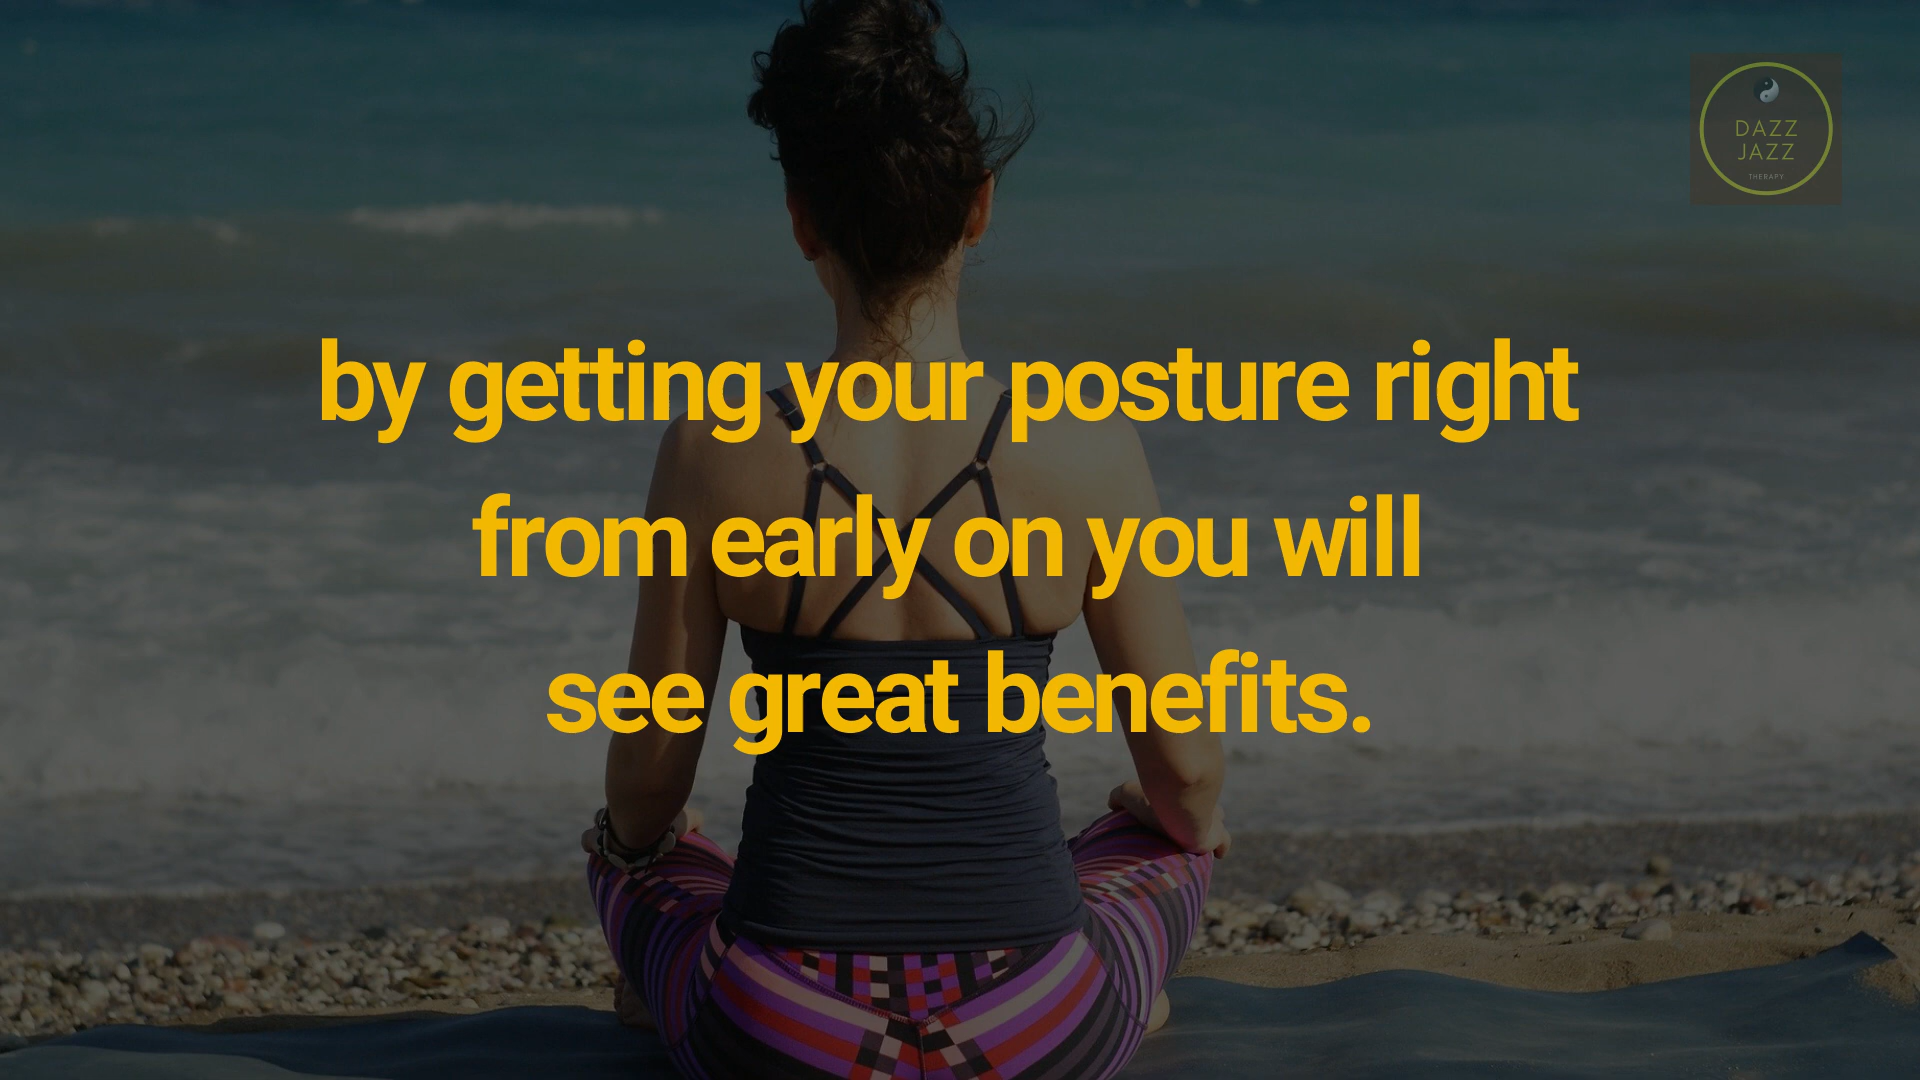 DAZZ
JAZZ
THERAPY
by getting your posture right
from early on you will
see great benefits.